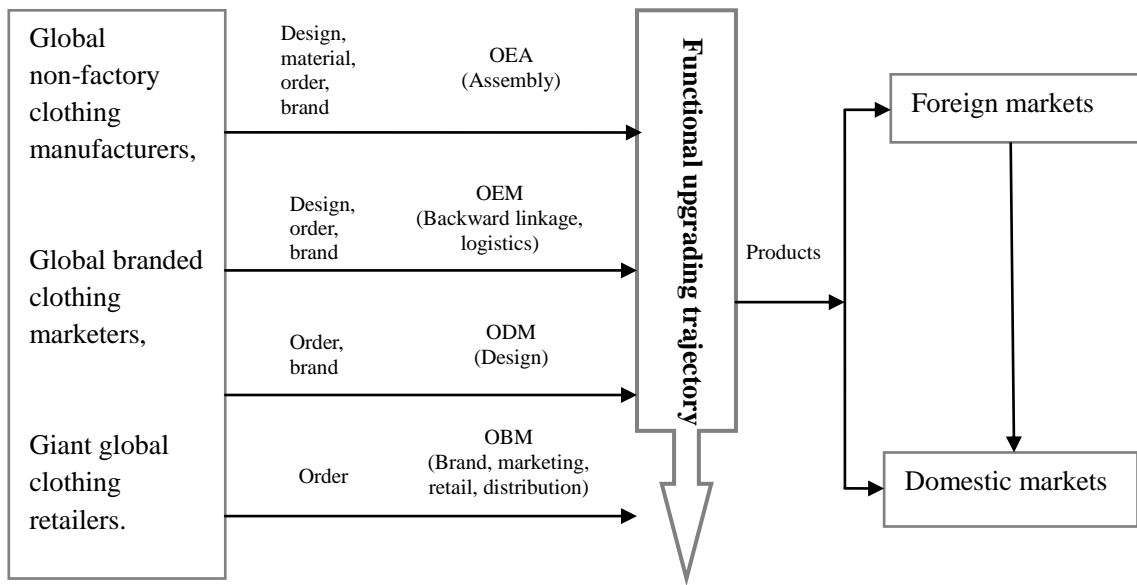 Global
non-factory
clothing
manufacturers,
Global branded
clothing
marketers,
Giant global
clothing
retailers.
Design,
material,
order,
brand
OEA
(Assembly)
Design,
order,
brand
OEM
(Backward linkage,
logistics)
Order,
brand
ODM
(Design)
Order
OBM
(Brand, marketing,
retail, distribution)
Functional upgrading trajectory
Products
Foreign markets
Domestic markets